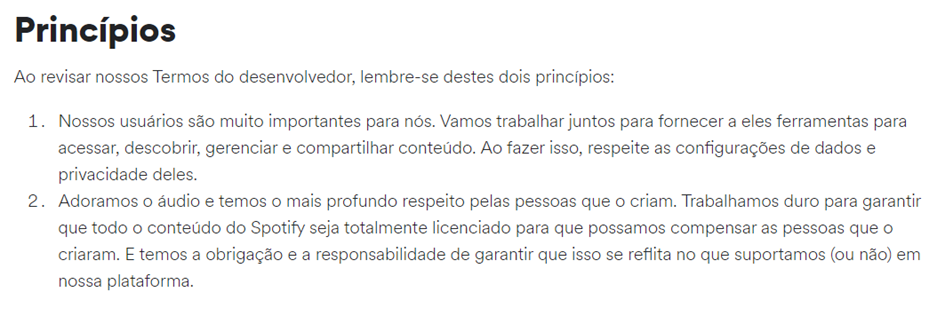 Princípios
Ao revisar nossos Termos do desenvolvedor, lembre-se destes dois princípios:
1. Nossos usuários são muito importantes para nós. Vamos trabalhar juntos para fornecer a eles ferramentas para
acessar, descobrir, gerenciar e compartilhar conteúdo. Ao fazer isso, respeite as configurações de dados e
privacidade deles.
2. Adoramos o áudio e temos o mais profundo respeito pelas pessoas que o criam. Trabalhamos duro para garantir
que todo o conteúdo do Spotify seja totalmente licenciado para que possamos compensar as pessoas que o
criaram. E temos a obrigação e a responsabilidade de garantir que isso se reflita no que suportamos (ou não) em
nossa plataforma.